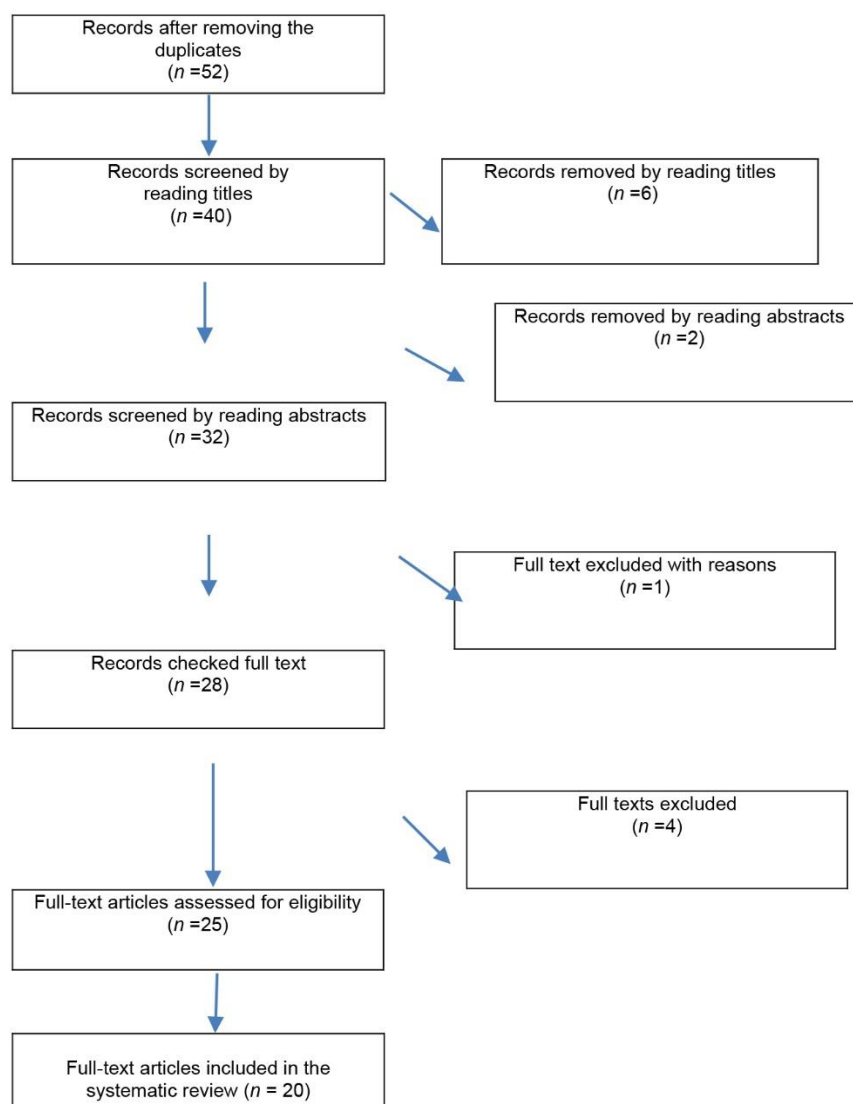 Records after removing the
duplicates
(n =52)
Records screened by
reading titles
(n =40)
Records removed by reading titles
(n =6)
Records removed by reading abstracts
(n =2)
Records screened by reading abstracts
(n =32)
Full text excluded with reasons
(n =1)
Records checked full text
(n =28)
Full texts excluded
(n =4)
Full-text articles assessed for eligibility
(n =25)
Full-text articles included in the
systematic review (n = 20)